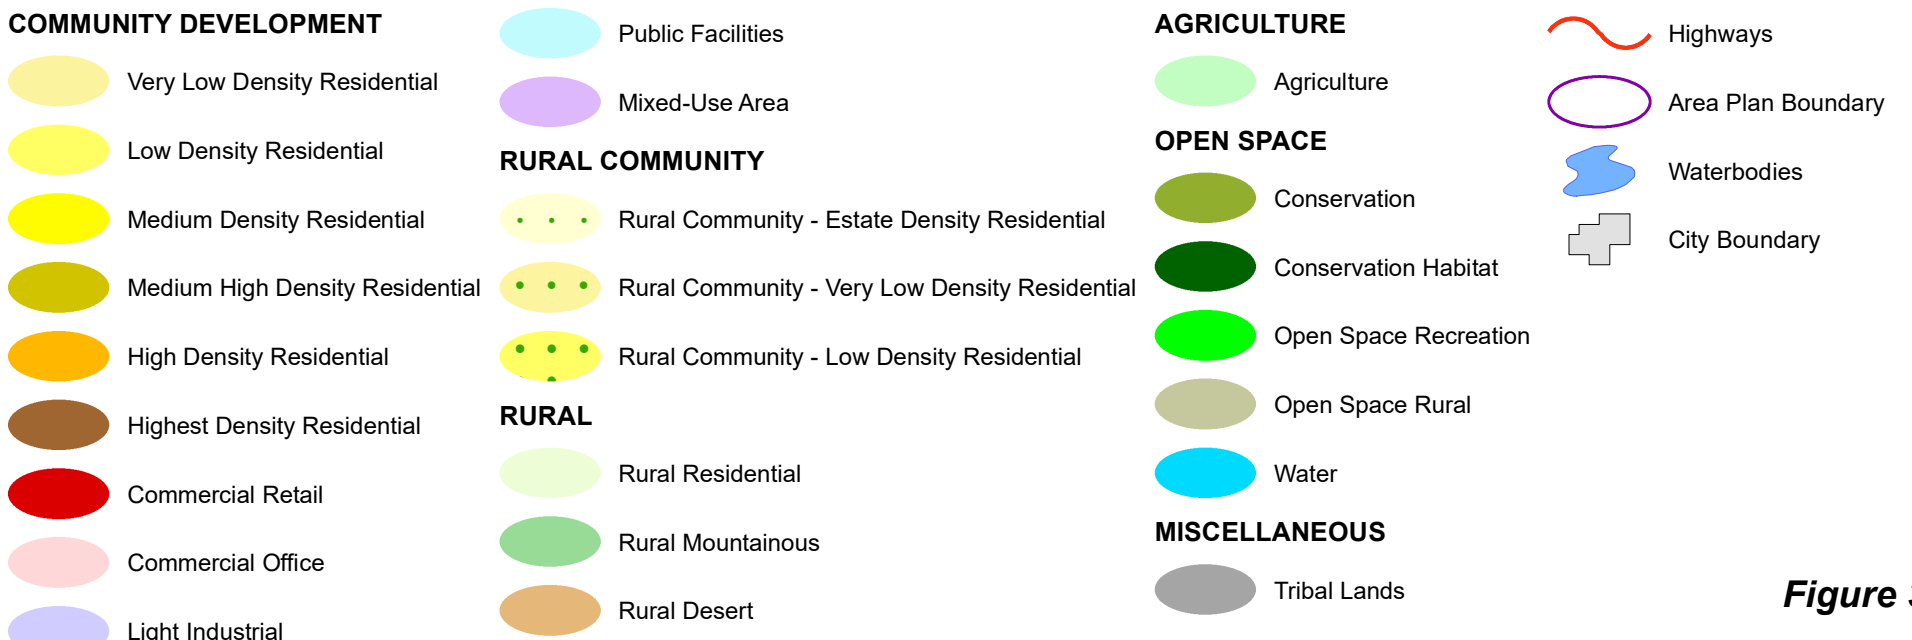 COMMUNITY DEVELOPMENT
Very Low Density Residential
Low Density Residential
Medium Density Residential
Medium High Density Residential
High Density Residential
Highest Density Residential
Commercial Retail
Commercial Office
Light Industrial
Public Facilities
Mixed-Use Area
RURAL COMMUNITY
Rural Community - Estate Density Residential
Rural Community - Very Low Density Residential
Rural Community - Low Density Residential
RURAL
Rural Residential
Rural Mountainous
Rural Desert
AGRICULTURE
Agriculture
OPEN SPACE
Conservation
Conservation Habitat
Open Space Recreation
Open Space Rural
Water
MISCELLANEOUS
Tribal Lands
Highways
Area Plan Boundary
Waterbodies
City Boundary
Figure